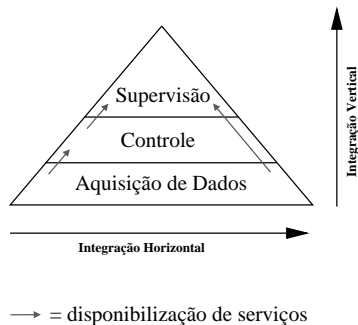 Supervisão
Controle
Aquisição de Dados
Integração Vertical
Integração Horizontal
= disponibilização de serviços